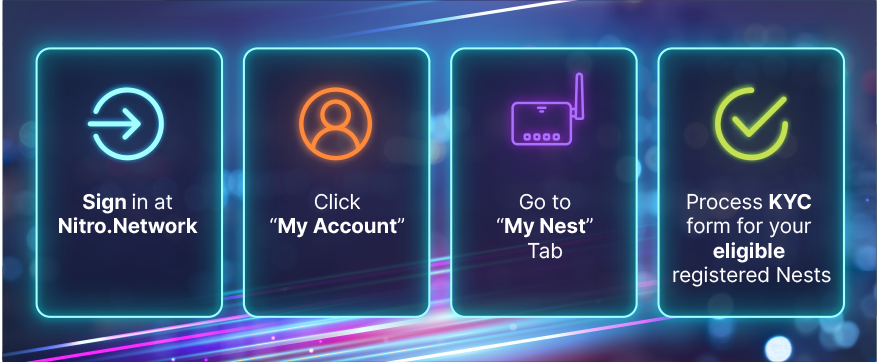 Sign in at
Nitro.Network
Click
“My Account”
Go to
“My Nest”
Tab
Process KYC
form for your
eligible
registered Nests